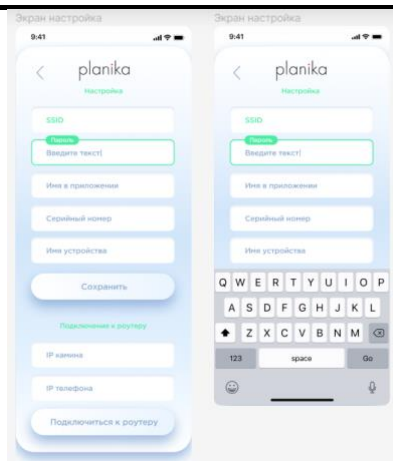 Экран настройка
9:41
planika
Настройка
SSID
Пароль
Введите текст|
Имя в приложении
Серийный номер
Имя устройства
Сохранить
Подключения к роутеру
IP камина
IP телефона
Подключиться к роутеру
Экран настройка
9:41
planika
Настройка
SSID
Пароль
Введите текст|
Имя в приложении
Серийный номер
Имя устройства
Q W E R T Y U I O P
A S D F G H J K L
Z X C V B N M
123 space Go